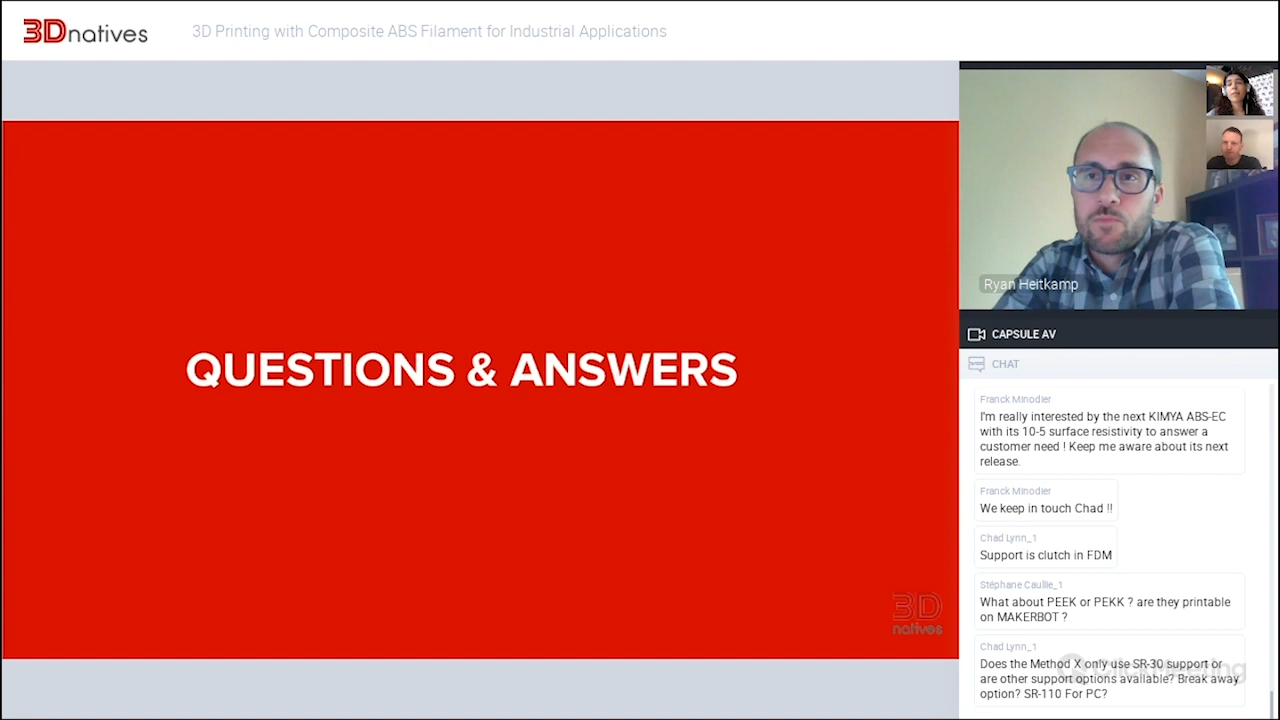 3Dnatives
3D Printing with Composite ABS Filament for Industrial Applications
QUESTIONS & ANSWERS
3D
natives
Ryan Heitkamp
CAPSULE AV
CHAT
Franck Minodier
I'm really interested by the next KIMYA ABS-EC
with its 10-5 surface resistivity to answer a
customer need ! Keep me aware about its next
release.
Franck Minodier
We keep in touch Chad !!
Chad Lynn_1
Support is clutch in FDM
Stéphane Caullie_1
What about PEEK or PEKK ? are they printable
on MAKERBOT ?
Chad Lynn_1
Does the Method X only use SR-30 support or
are other support options available? Break away
option? SR-110 For PC?
ClickMeeting